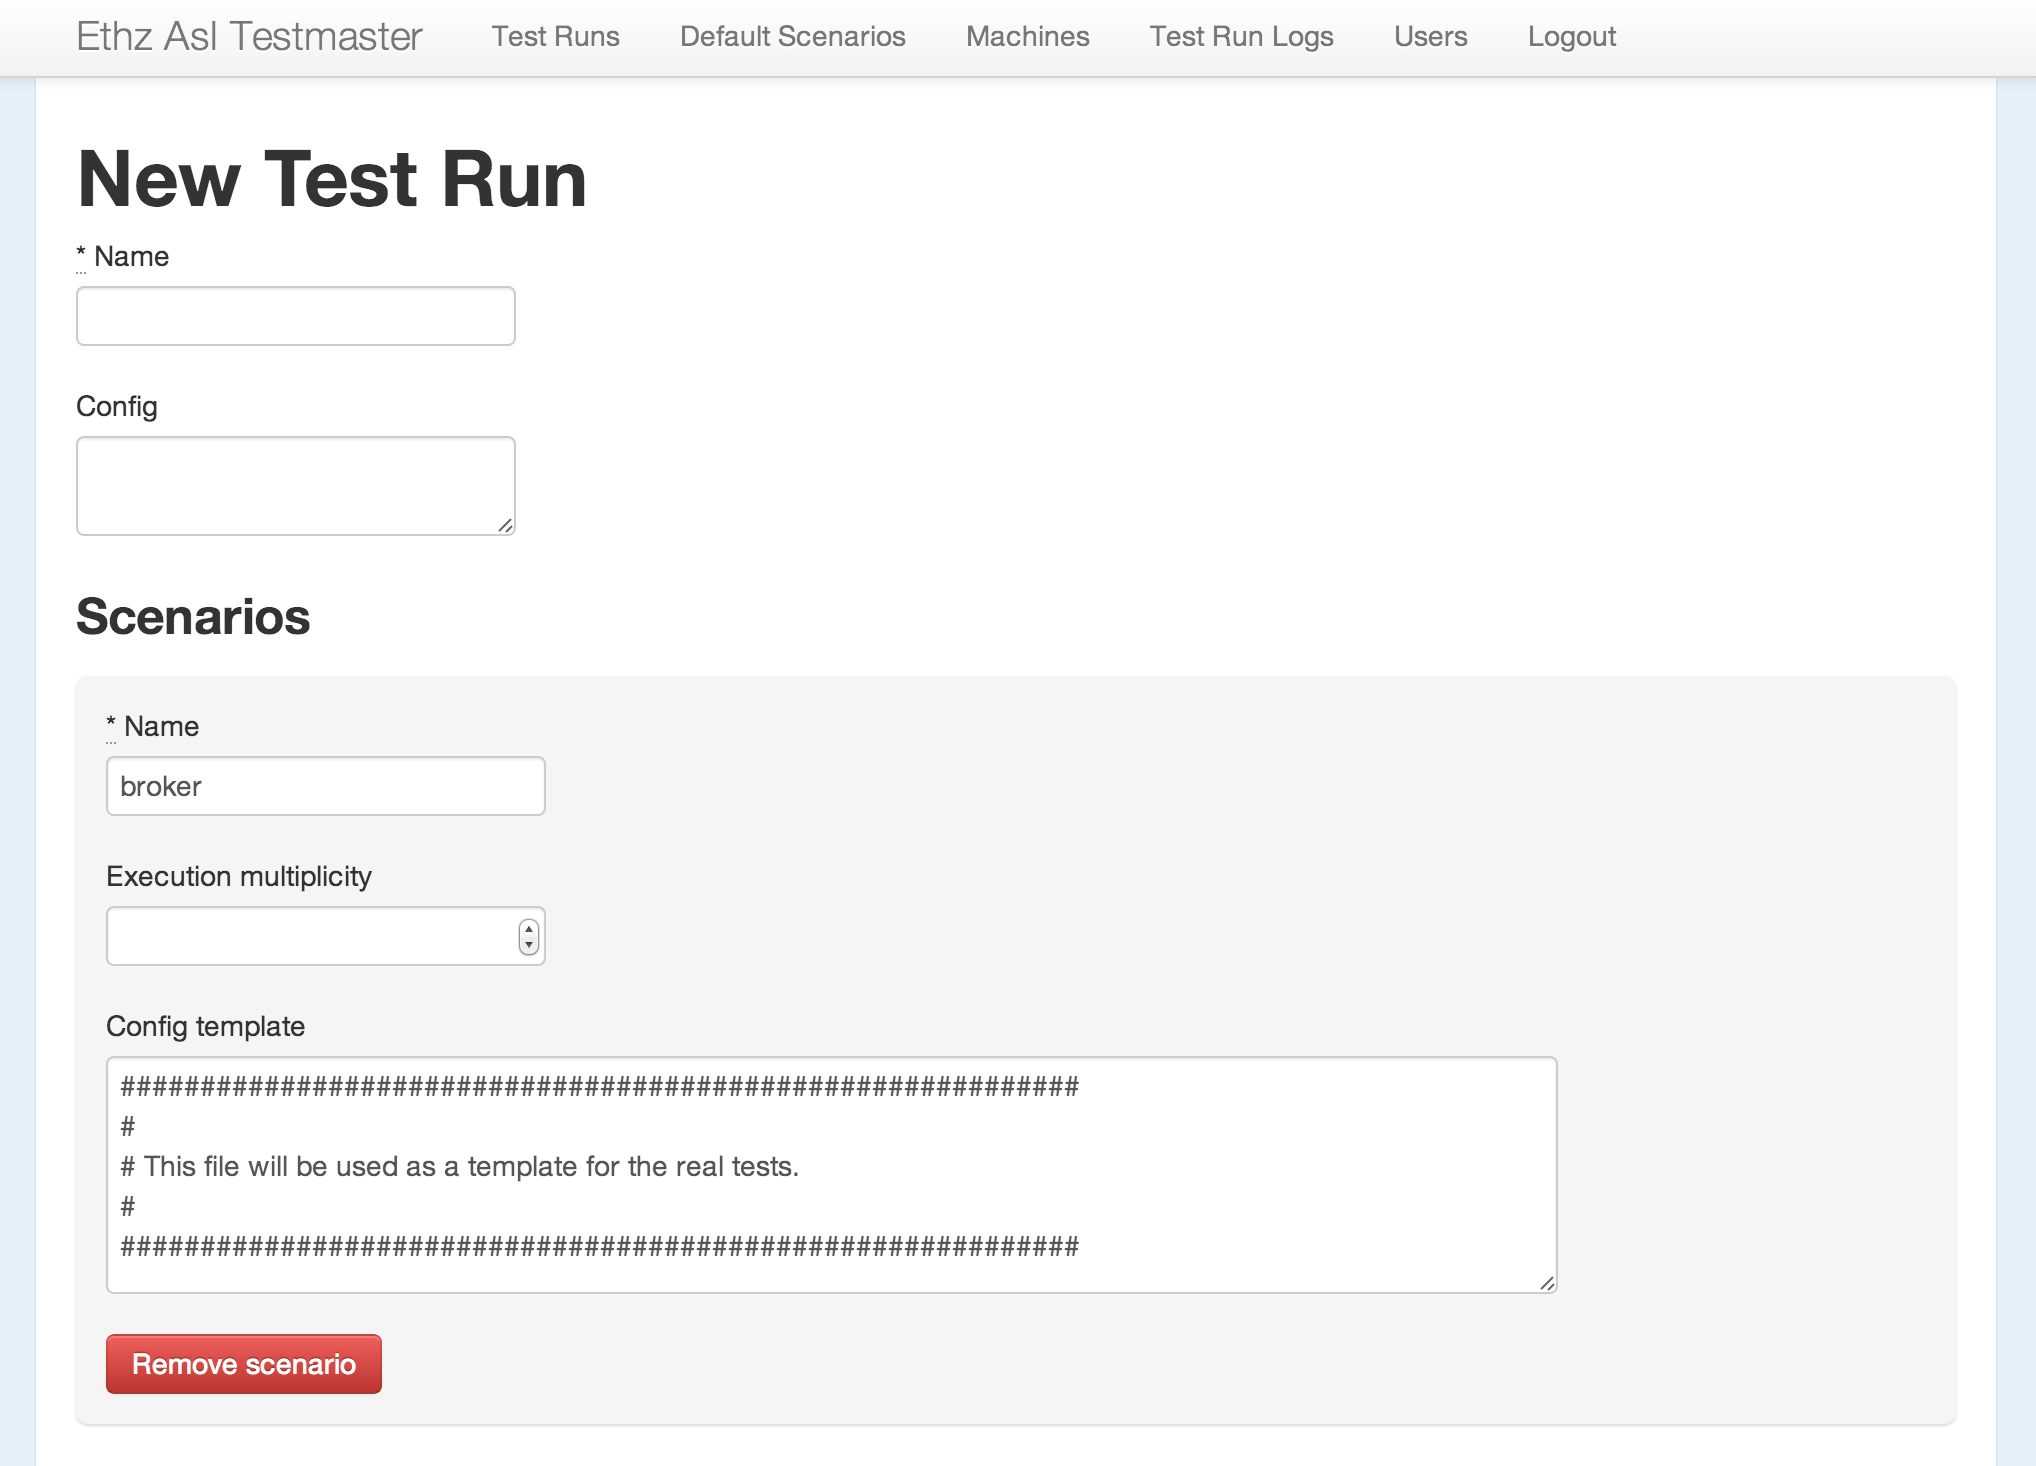 Ethz Asl Testmaster Test Runs Default Scenarios Machines Test Run Logs Users Logout
New Test Run
* Name
Config
Scenarios
* Name
broker
Execution multiplicity
Config template
############################################################
#
# This file will be used as a template for the real tests.
#
############################################################
Remove scenario